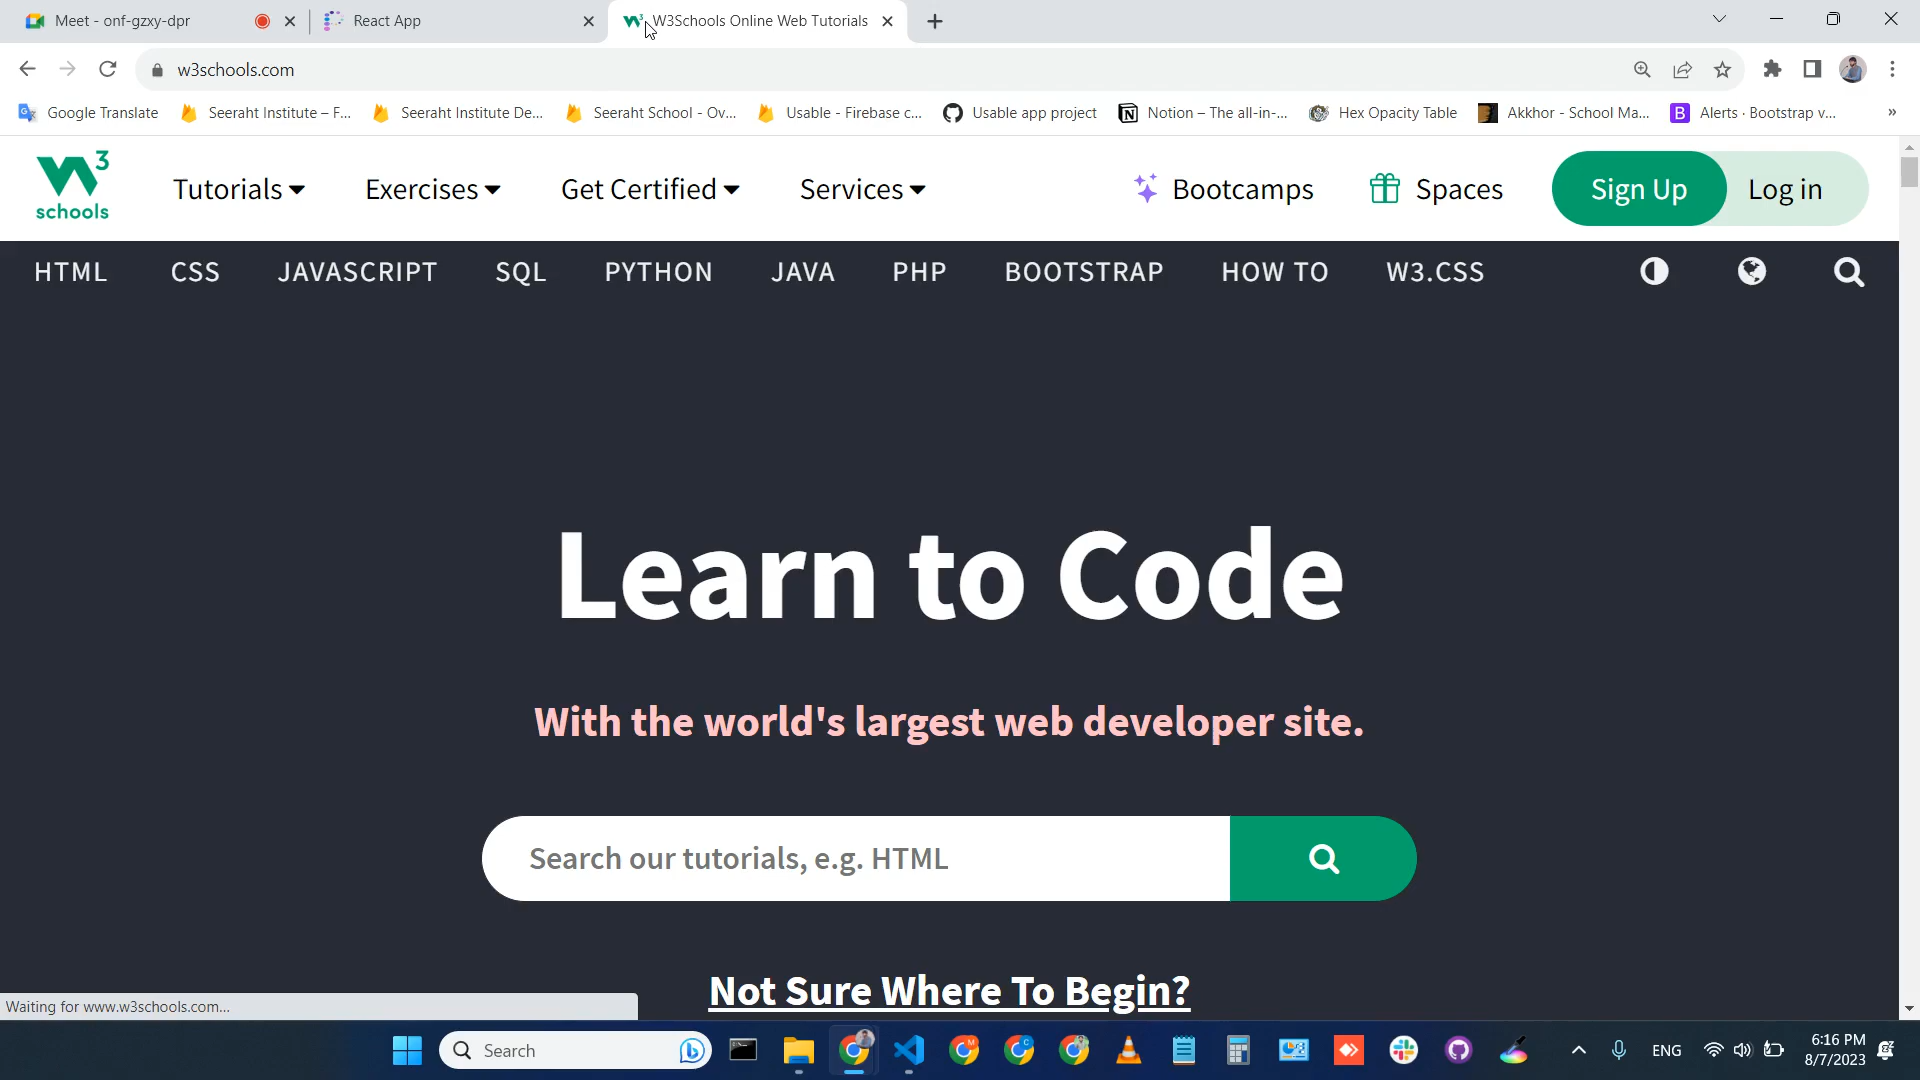 Meet - onf-gzxy-dpr
React App
W3Schools Online Web Tutorials
w3schools.com
Google Translate
Seeraht Institute – F...
Seeraht Institute De...
Seeraht School - Ov...
Usable - Firebase c...
Usable app project
Notion – The all-in-...
Hex Opacity Table
Akkhor - School Ma...
B
Alerts · Bootstrap v...
»
3
schools
Tutorials
Exercises
Get Certified
Services
Bootcamps
Spaces
Sign Up
Log in
HTML
CSS
JAVASCRIPT
SQL
PYTHON
JAVA
PHP
BOOTSTRAP
HOW TO
W3.CSS
Learn to Code
With the world's largest web developer site.
Search our tutorials, e.g. HTML
Not Sure Where To Begin?
Waiting for www.w3schools.com...
Search
ENG
6:16 PM
8/7/2023